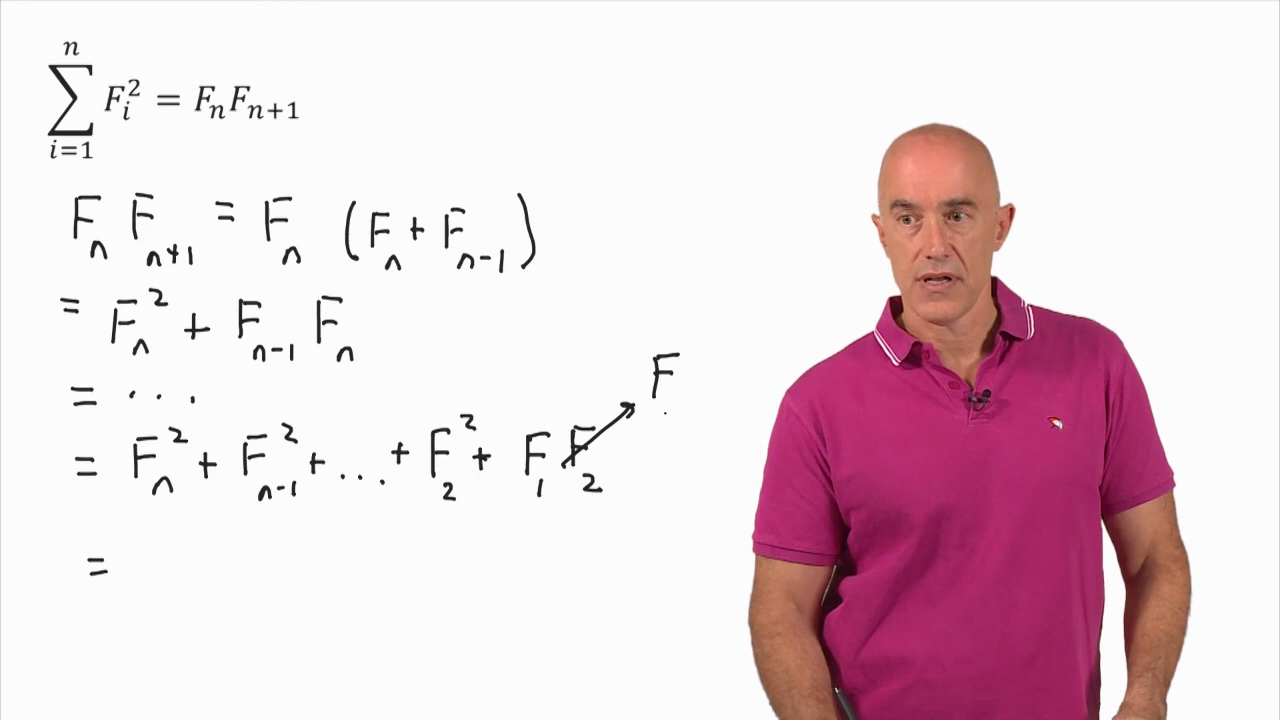 ∑_{i=1}^{n} F_i^2 = F_n F_{n+1}
F_n F_{n+1} = F_n (F_n + F_{n-1})
= F_n^2 + F_{n-1} F_n
= ...
F
= F_n^2 + F_{n-1}^2 + ... + F_2^2 + F_1 F_2
=